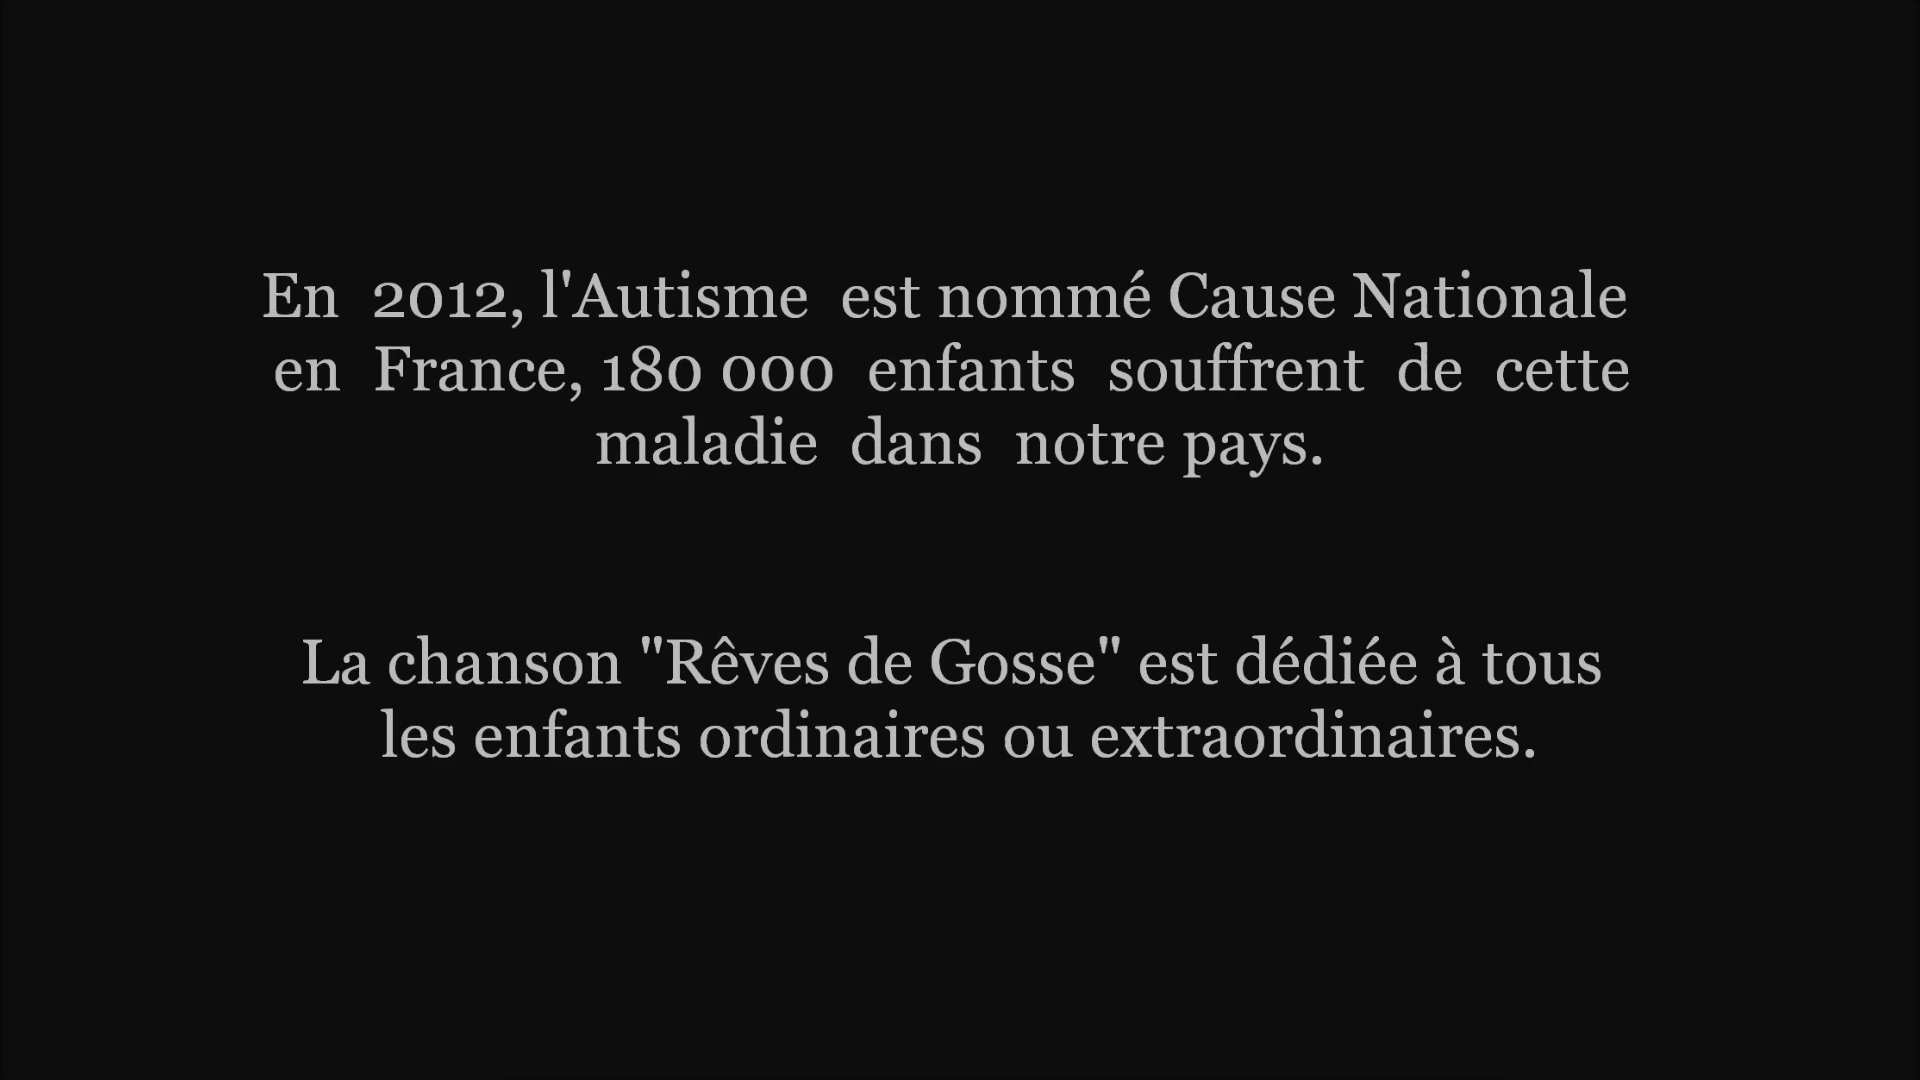 En 2012, l'Autisme est nommé Cause Nationale
en France, 180 000 enfants souffrent de cette
maladie dans notre pays.
La chanson "Rêves de Gosse" est dédiée à tous
les enfants ordinaires ou extraordinaires.